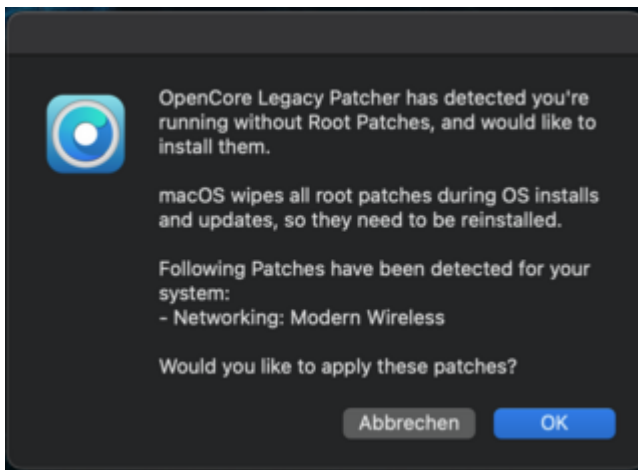 OpenCore Legacy Patcher has detected you're
running without Root Patches, and would like to
install them.
macOS wipes all root patches during OS installs
and updates, so they need to be reinstalled.
Following Patches have been detected for your
system:
- Networking: Modern Wireless
Would you like to apply these patches?
Abbrechen OK